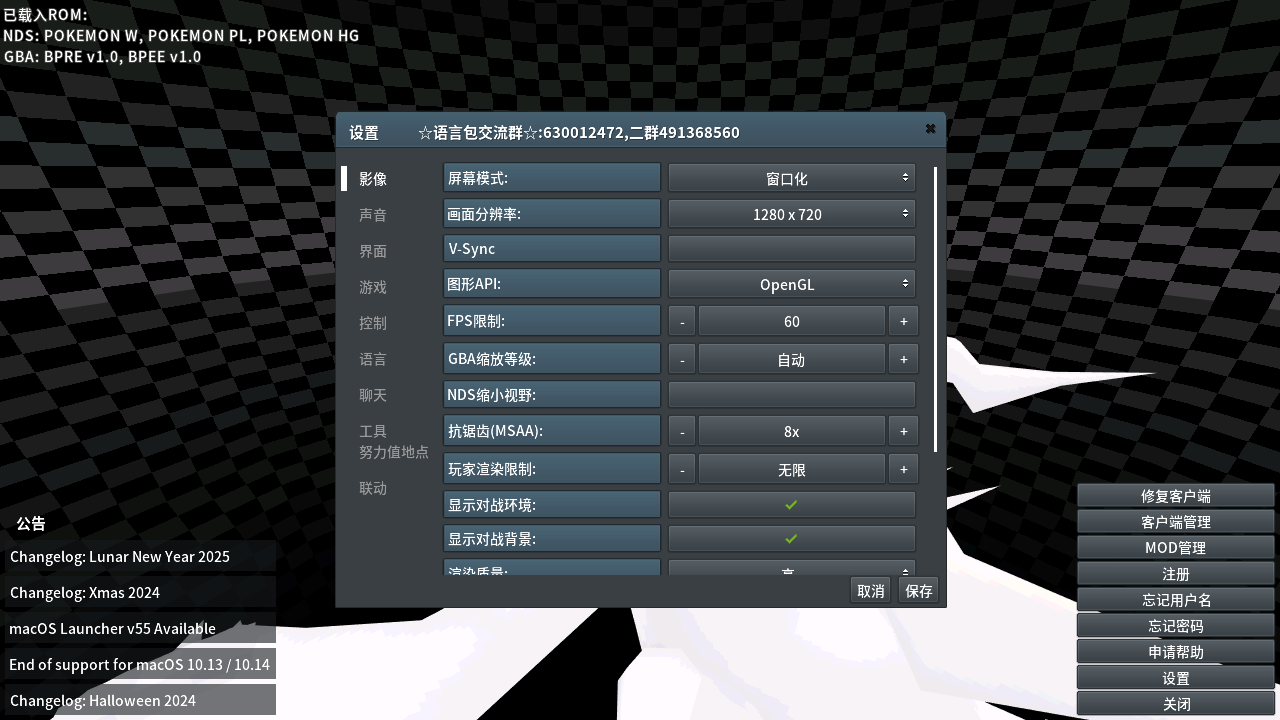 已载入ROM:
NDS: POKEMON W, POKEMON PL, POKEMON HG
GBA: BPRE v1.0, BPEE v1.0
设置 ☆语言包交流群☆:630012472,二群491368560
影像
声音
界面
游戏
控制
语言
聊天
工具
努力值地点
联动
屏幕模式: 窗口化
画面分辨率: 1280 x 720
V-Sync
图形API: OpenGL
FPS限制: - 60 +
GBA缩放等级: - 自动 +
NDS缩小视野:
抗锯齿(MSAA): - 8x +
玩家渲染限制: - 无限 +
显示对战环境:
显示对战背景:
渲染质量: 高
取消 保存
公告
Changelog: Lunar New Year 2025
Changelog: Xmas 2024
macOS Launcher v55 Available
End of support for macOS 10.13 / 10.14
Changelog: Halloween 2024
修复客户端
客户端管理
MOD管理
注册
忘记用户名
忘记密码
申请帮助
设置
关闭